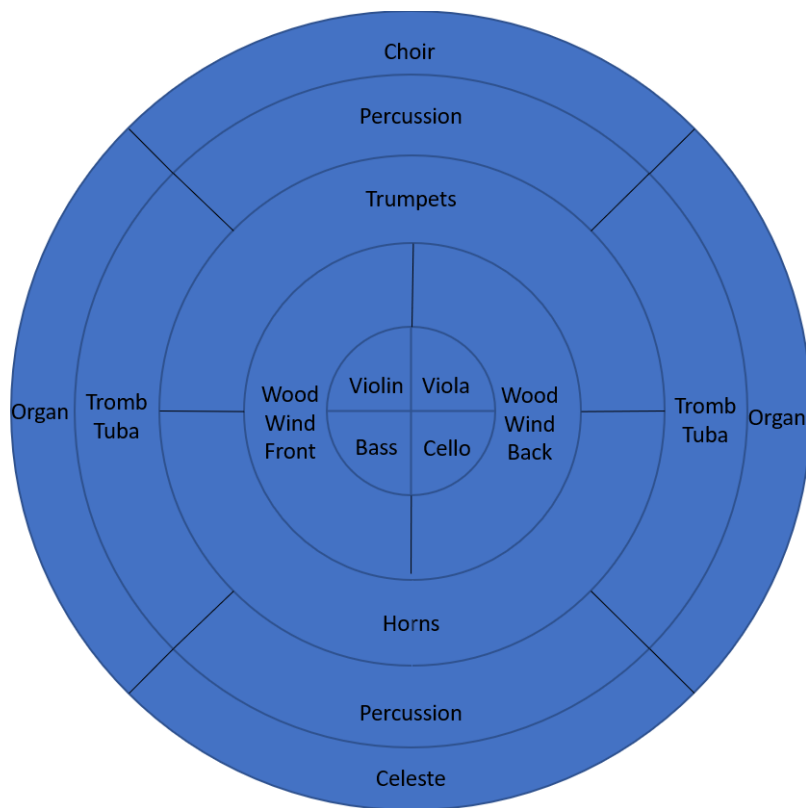 Choir
Percussion
Trumpets
Violin
Viola
Wood
Wind
Front
Wood
Wind
Back
Organ
Tromb
Tuba
Tromb
Tuba
Organ
Bass
Cello
Horns
Percussion
Celeste